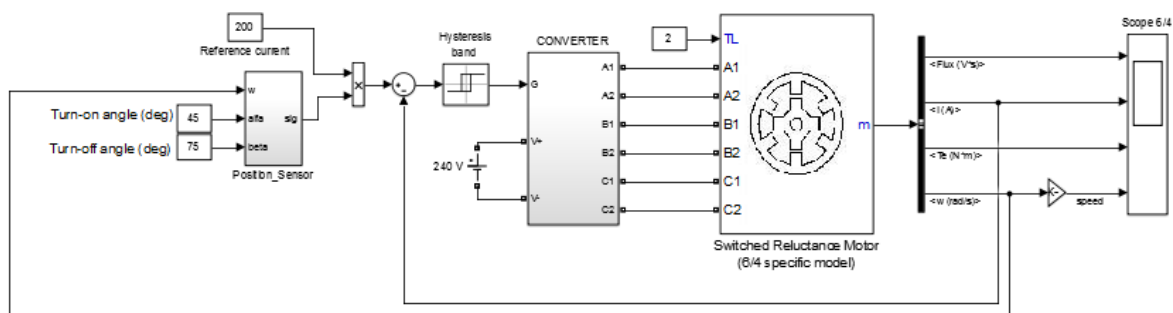 200
Reference current
Turn-on angle (deg)
45
Turn-off angle (deg)
75
w
alfa
beta
sig
Position_Sensor
x
+
-
Hysteresis
band
CONVERTER
G
V+
V-
240 V
+
A1
A2
B1
B2
C1
C2
2
TL
A1
A2
B1
B2
C1
C2
m
Switched Reluctance Motor
(6/4 specific model)
<Flux (V*s)>
<I (A)>
<Te (N*m)>
<w (rad/s)>
K-
speed
Scope 6/4